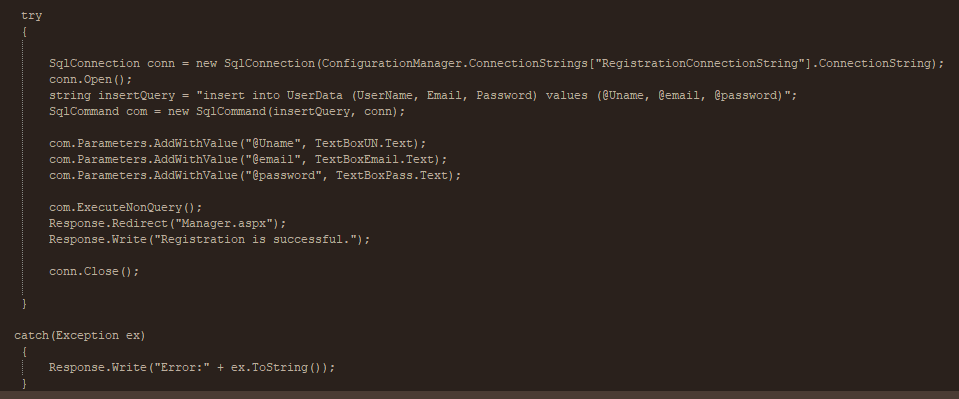 try
{
SqlConnection conn = new SqlConnection(ConfigurationManager.ConnectionStrings["RegistrationConnectionString"].ConnectionString);
conn.Open();
string insertQuery = "insert into UserData (UserName, Email, Password) values (@Uname, @email, @password)";
SqlCommand com = new SqlCommand(insertQuery, conn);
com.Parameters.AddWithValue("@Uname", TextBoxUN.Text);
com.Parameters.AddWithValue("@email", TextBoxEmail.Text);
com.Parameters.AddWithValue("@password", TextBoxPass.Text);
com.ExecuteNonQuery();
Response.Redirect("Manager.aspx");
Response.Write("Registration is successful.");
conn.Close();
}
catch(Exception ex)
{
Response.Write("Error:" + ex.ToString());
}